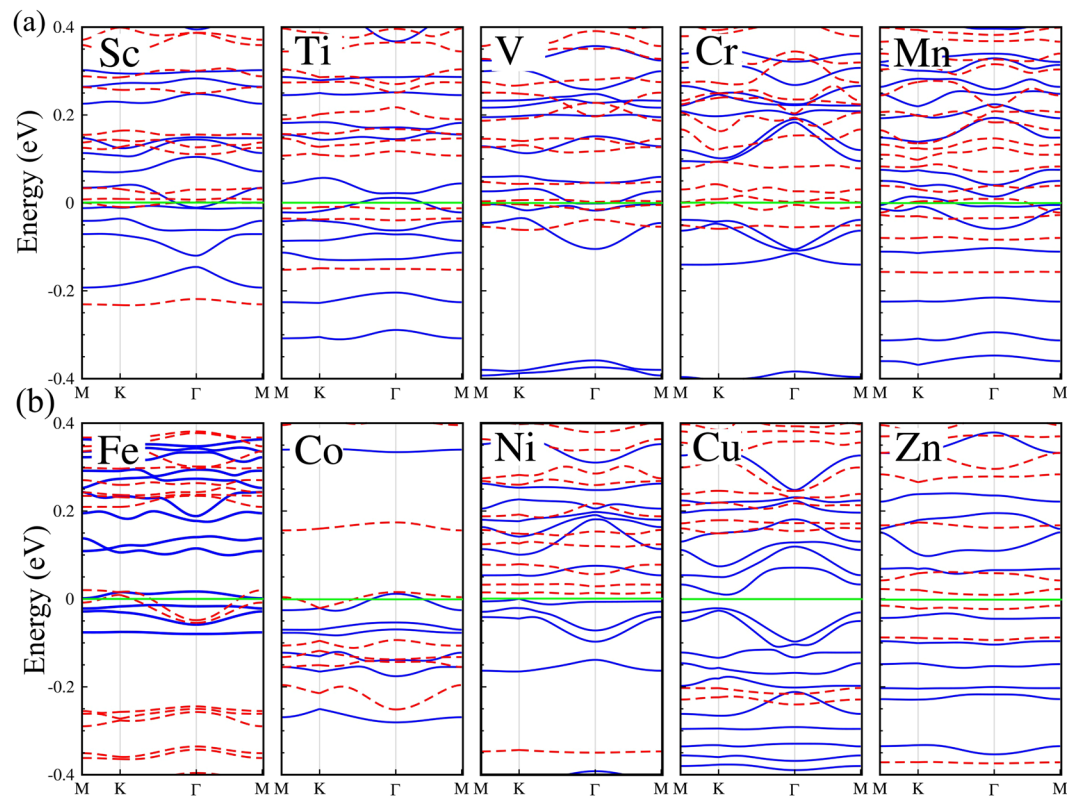 (a)
Energy (eV)
0.4
0.2
0
-0.2
-0.4
Sc
Ti
V
Cr
Mn
M K Γ M
M K Γ M
M K Γ M
M K Γ M
M K Γ M
(b)
Energy (eV)
0.4
0.2
0
-0.2
-0.4
Fe
Co
Ni
Cu
Zn
M K Γ M
M K Γ M
M K Γ M
M K Γ M
M K Γ M